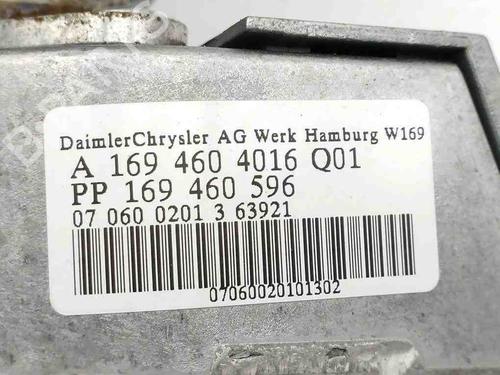 DaimlerChrysler AG Werk Hamburg W169
A 169 460 4016 Q01
PP 169 460 596
07 060 0201 3 63921
07060020101302